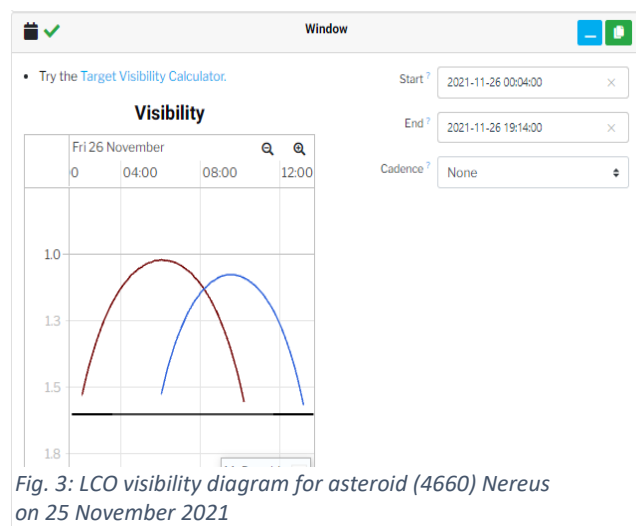 Window
• Try the Target Visibility Calculator.
Start ?
2021-11-26 00:04:00
End ?
2021-11-26 19:14:00
Cadence ?
None
Visibility
Fri 26 November
04:00
08:00
12:00
1.0
1.3
1.5
1.8
Fig. 3: LCO visibility diagram for asteroid (4660) Nereus
on 25 November 2021